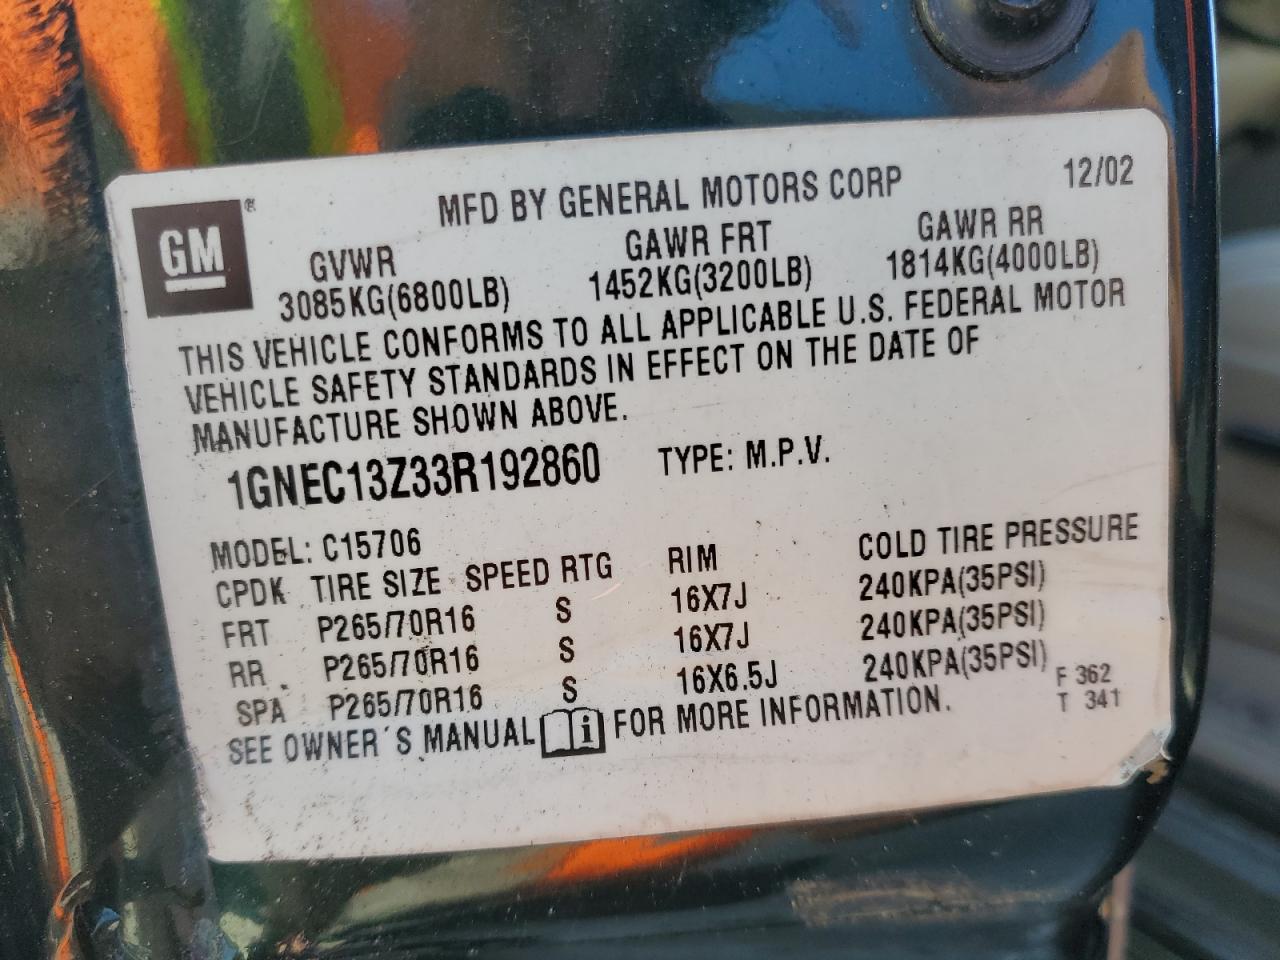 MFD BY GENERAL MOTORS CORP 12/02
GM®
GVWR GAWR FRT GAWR RR
3085KG(6800LB) 1452KG(3200LB) 1814KG(4000LB)
THIS VEHICLE CONFORMS TO ALL APPLICABLE U.S. FEDERAL MOTOR
VEHICLE SAFETY STANDARDS IN EFFECT ON THE DATE OF
MANUFACTURE SHOWN ABOVE.
1GNEC13Z33R192860 TYPE: M.P.V.
MODEL: C15706
CPDK TIRE SIZE SPEED RTG RIM COLD TIRE PRESSURE
FRT P265/70R16 S 16X7J 240KPA(35PSI)
RR P265/70R16 S 16X7J 240KPA(35PSI)
SPA P265/70R16 S 16X6.5J 240KPA(35PSI)
SEE OWNER'S MANUAL i FOR MORE INFORMATION.
F 362
T 341